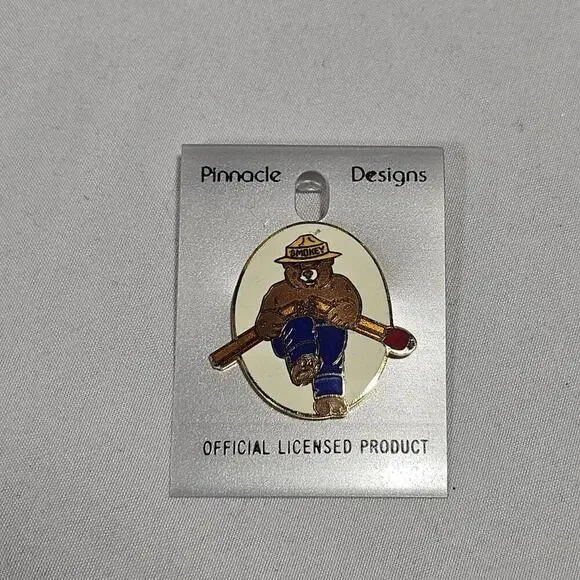 Pinnacle Designs
SMOKEY
OFFICIAL LICENSED PRODUCT